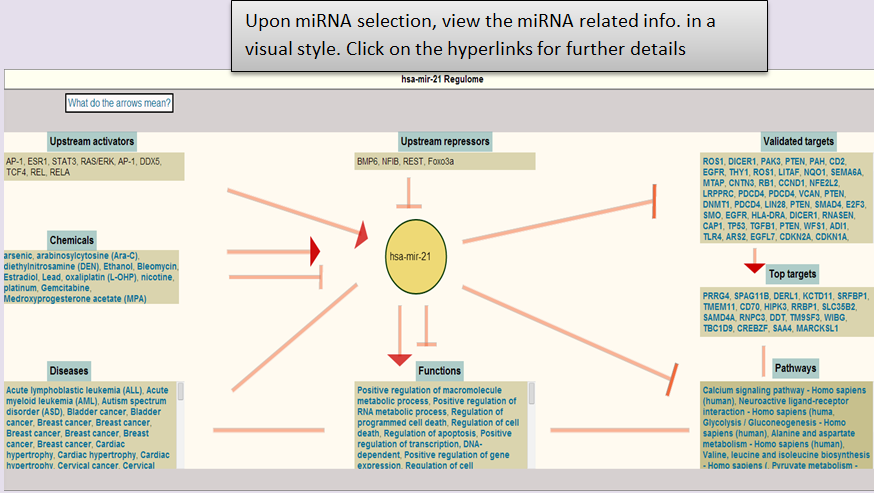 Upon miRNA selection, view the miRNA related info. in a
visual style. Click on the hyperlinks for further details
hsa-mir-21 Regulome
What do the arrows mean?
Upstream activators
AP-1, ESR1, STAT3, RAS/ERK, AP-1, DDX5,
TCF4, REL, RELA
Upstream repressors
BMP6, NFIB, REST, Foxo3a
Validated targets
ROS1, DICER1, PAK3, PTEN, PAH, CD2,
EGFR, THY1, ROS1, LITAF, NQO1, SEMA6A,
MTAP, CNTN3, RB1, CCND1, NFE2L2,
LRPPRC, PDCD4, PDCD4, VCAN, PTEN,
DNMT1, PDCD4, LIN28, PTEN, SMAD4, E2F3,
SMO, EGFR, HLA-DRA, DICER1, RNASEN,
CAP1, TP53, TGFB1, PTEN, WFS1, ADI1,
TLR4, ARS2, EGFL7, CDKN2A, CDKN1A,
Chemicals
arsenic, arabinosylcytosine (Ara-C),
diethylnitrosamine (DEN), Ethanol, Bleomycin,
Estradiol, Lead, oxaliplatin (L-OHP), nicotine,
platinum, Gemcitabine,
Medroxyprogesterone acetate (MPA)
hsa-mir-21
Top targets
PRRG4, SPAG11B, DERL1, KCTD11, SRFBP1,
TMEM11, CD70, HIPK3, RRBP1, SLC35B2,
SAMD4A, RNPC3, DDT, TM9SF3, WIBG,
TBC1D9, CREBZF, SAA4, MARCKSL1
Diseases
Acute lymphoblastic leukemia (ALL), Acute
myeloid leukemia (AML), Autism spectrum
disorder (ASD), Bladder cancer, Bladder
cancer, Breast cancer, Breast cancer,
Breast cancer, Breast cancer, Breast
cancer, Breast cancer, Cardiac
hypertrophy, Cardiac hypertrophy, Cardiac
hypertrophy, Cervical cancer, Cervical
Functions
Positive regulation of macromolecule
metabolic process, Positive regulation of
RNA metabolic process, Regulation of
programmed cell death, Regulation of cell
death, Regulation of apoptosis, Positive
regulation of transcription, DNA-
dependent, Positive regulation of gene
expression, Regulation of cell
Pathways
Calcium signaling pathway - Homo sapiens
(human), Neuroactive ligand-receptor
interaction - Homo sapiens (huma,
Glycolysis / Gluconeogenesis - Homo
sapiens (human), Alanine and aspartate
metabolism - Homo sapiens (human),
Valine, leucine and isoleucine biosynthesis
- Homo sapiens (, Pyruvate metabolism -